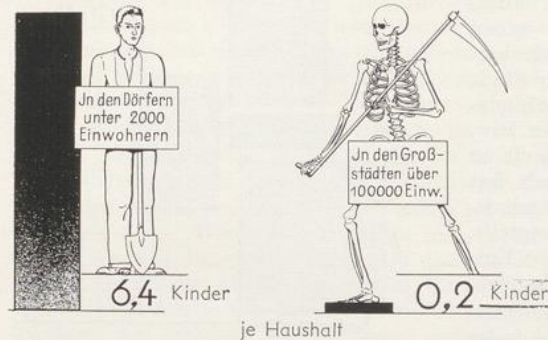 Jn den Dörfern
unter 2000
Einwohnern
Jn den Groß-
städten über
100000 Einw.
6,4 Kinder
0,2 Kinder
je Haushalt